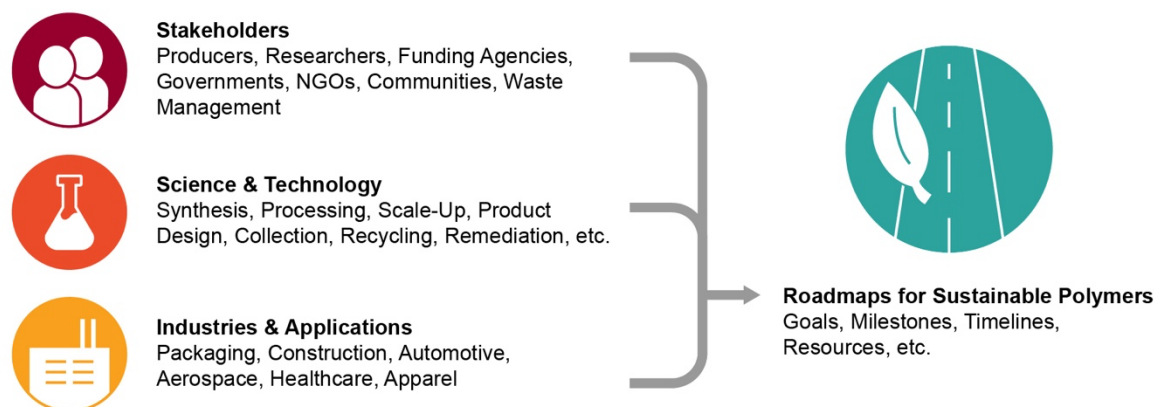 Stakeholders
Producers, Researchers, Funding Agencies,
Governments, NGOs, Communities, Waste
Management
Science & Technology
Synthesis, Processing, Scale-Up, Product
Design, Collection, Recycling, Remediation, etc.
Industries & Applications
Packaging, Construction, Automotive,
Aerospace, Healthcare, Apparel
Roadmaps for Sustainable Polymers
Goals, Milestones, Timelines,
Resources, etc.